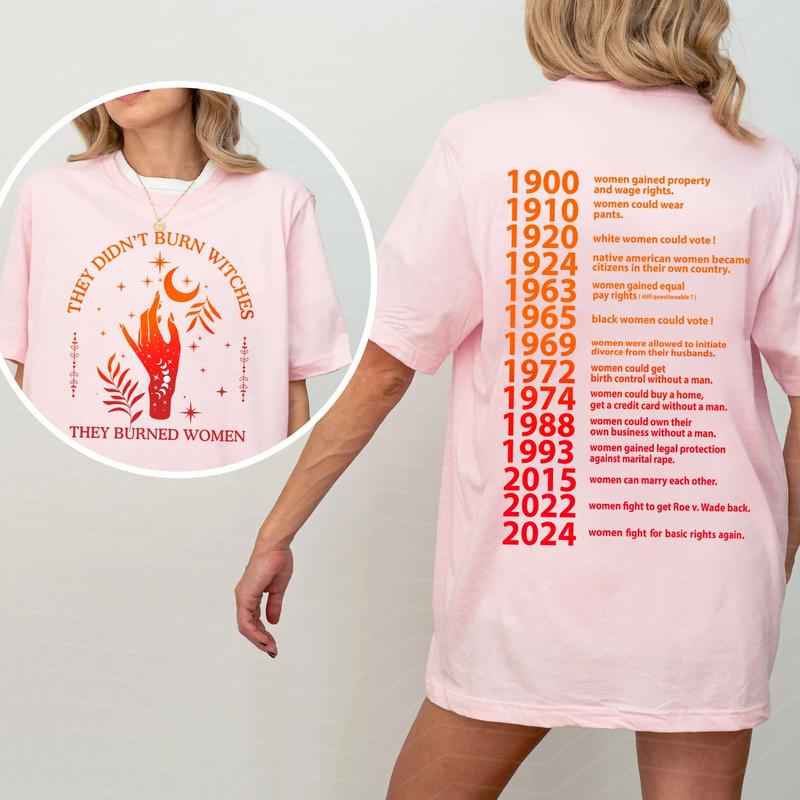 THEY DIDN'T BURN WITCHES
THEY BURNED WOMEN
1900 women gained property
and wage rights.
1910 women could wear
pants.
1920 white women could vote !
1924 native american women became
citizens in their own country.
1963 women gained equal
pay rights ( still questionable ? )
1965 black women could vote !
1969 women were allowed to initiate
divorce from their husbands.
1972 women could get
birth control without a man.
1974 women could buy a home,
get a credit card without a man.
1988 women could own their
own business without a man.
1993 women gained legal protection
against marital rape.
2015 women can marry each other.
2022 women fight to get Roe v. Wade back.
2024 women fight for basic rights again.